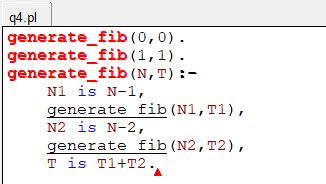 q4.pl
generate_fib(0,0).
generate_fib(1,1).
generate_fib(N,T):-
N1 is N-1,
generate_fib(N1,T1),
N2 is N-2,
generate_fib(N2,T2),
T is T1+T2.